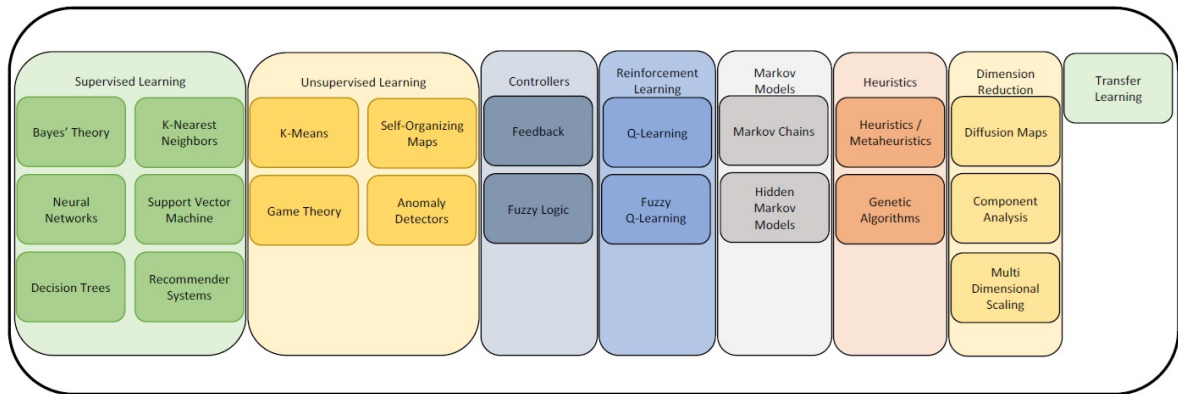 Supervised Learning
Bayes' Theory
K-Nearest
Neighbors
Neural
Networks
Support Vector
Machine
Decision Trees
Recommender
Systems
Unsupervised Learning
K-Means
Self-Organizing
Maps
Game Theory
Anomaly
Detectors
Controllers
Feedback
Fuzzy Logic
Reinforcement
Learning
Q-Learning
Fuzzy
Q-Learning
Markov
Models
Markov Chains
Hidden
Markov
Models
Heuristics
Heuristics /
Metaheuristics
Genetic
Algorithms
Dimension
Reduction
Diffusion Maps
Component
Analysis
Multi
Dimensional
Scaling
Transfer
Learning